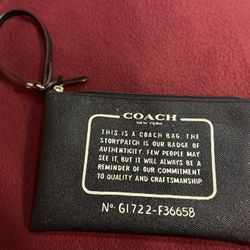 COACH
NEW YORK
THIS IS A COACH BAG. THE
STORYPATCH IS OUR BADGE OF
AUTHENTICITY. FEW PEOPLE MAY
SEE IT, BUT IT WILL ALWAYS BE A
REMINDER OF OUR COMMITMENT
TO QUALITY AND CRAFTSMANSHIP
Nº G1722-F36658